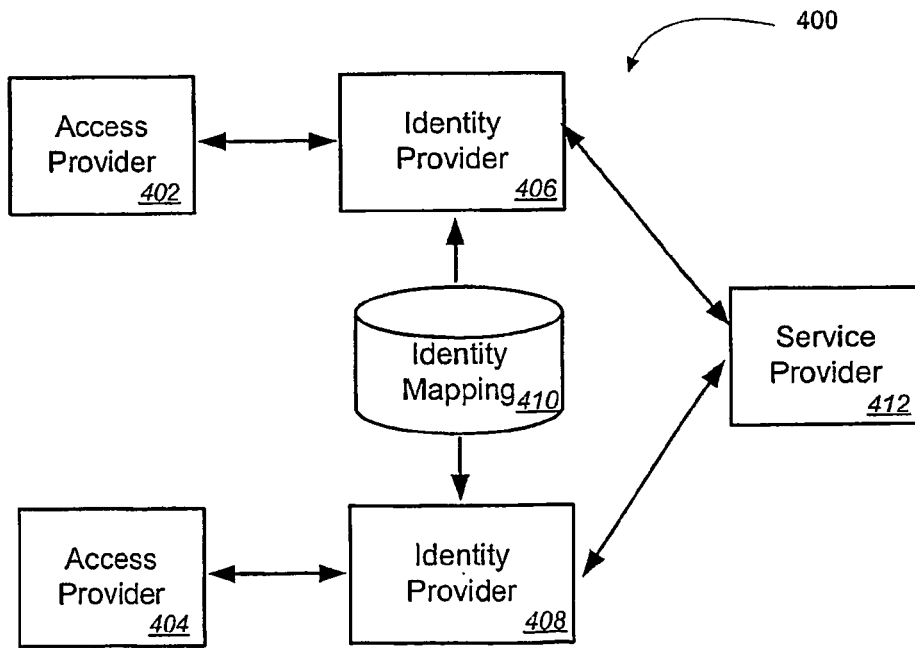 400
Access
Provider
402
Identity
Provider
406
Identity
Mapping
410
Service
Provider
412
Access
Provider
404
Identity
Provider
408